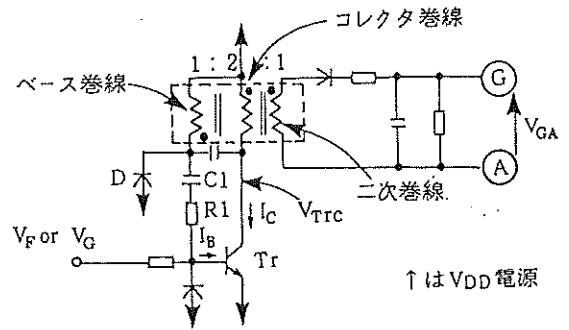 コレクタ巻線
1 : 2 : 1
ベース巻線
G
V_GA
A
二次巻線
D
C1
R1
V_Trc
I_C
V_F or V_G
I_B
Tr
↑はV_DD電源